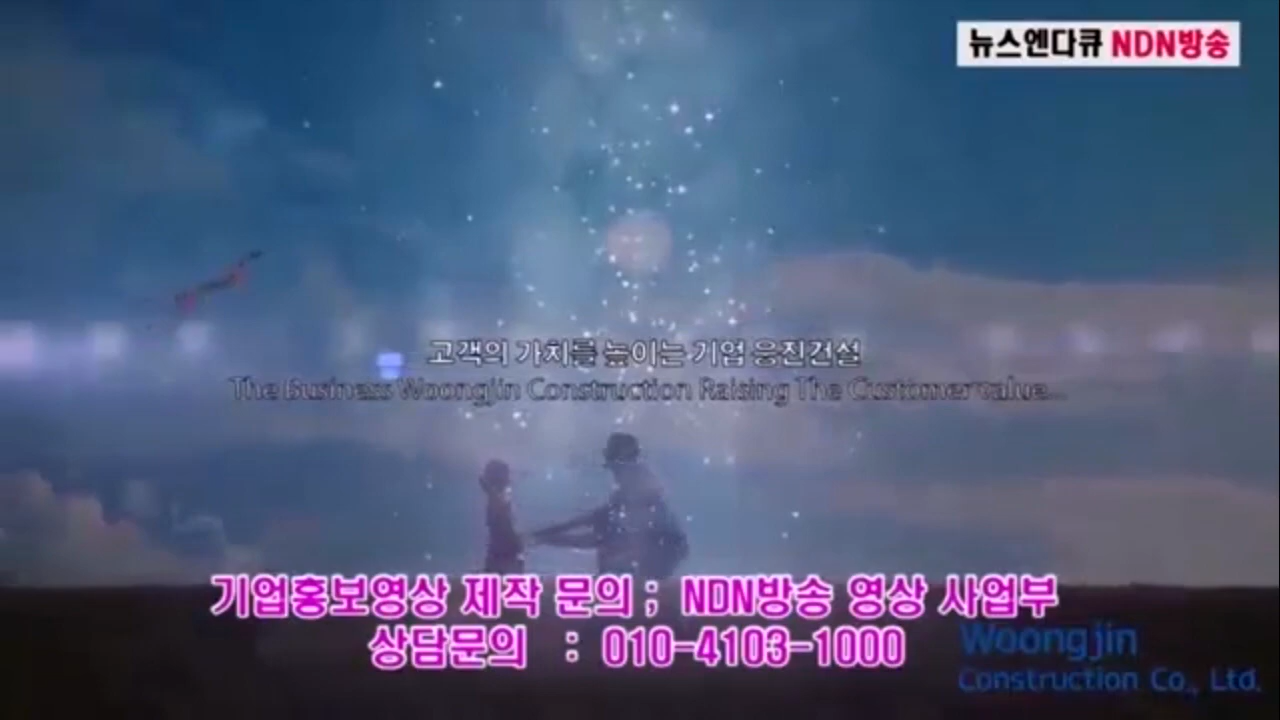 뉴스엔다큐 NDN방송
고객의 가치를 높이는 기업 웅진건설
The Business Woongjin Construction Raising The Customer value...
기업홍보영상 제작 문의 ; NDN방송 영상 사업부
상담문의 : 010-4103-1000
Woongjin
Construction Co., Ltd.